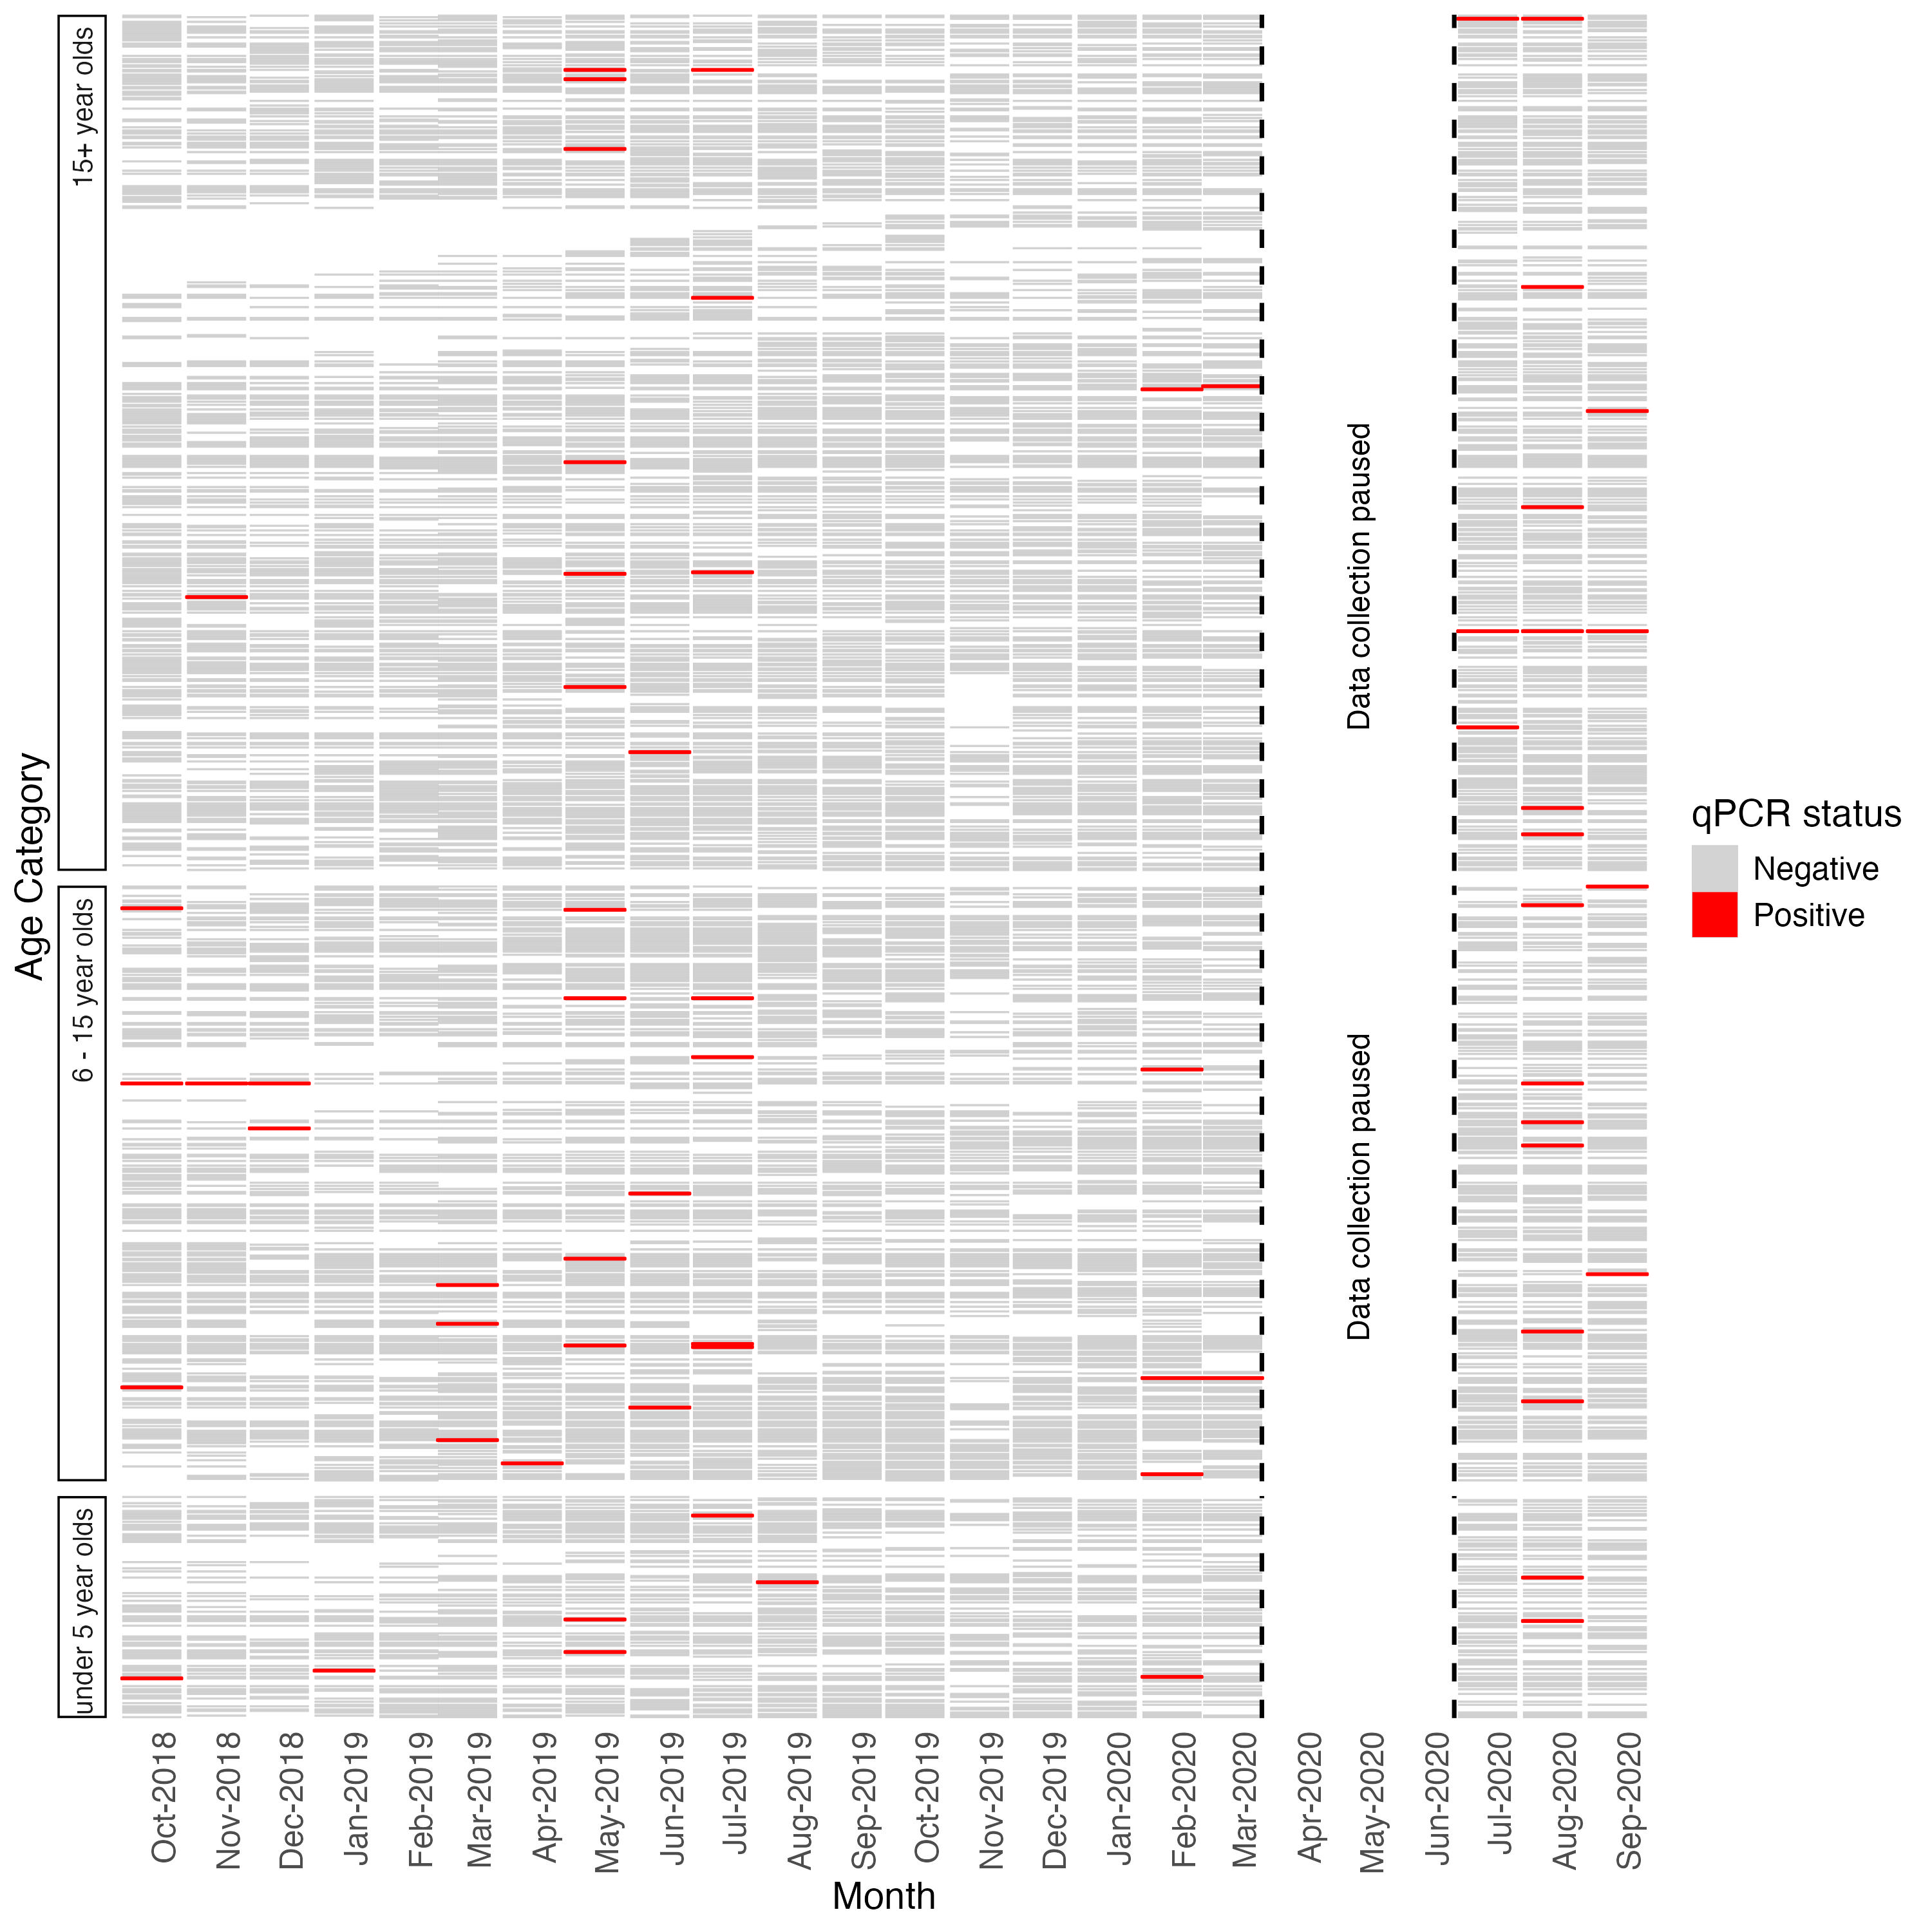 Age Category
15+ year olds
6 - 15 year olds
under 5 year olds
Data collection paused
Data collection paused
qPCR status
Negative
Positive
Oct-2018
Nov-2018
Dec-2018
Jan-2019
Feb-2019
Mar-2019
Apr-2019
May-2019
Jun-2019
Jul-2019
Aug-2019
Sep-2019
Oct-2019
Nov-2019
Dec-2019
Jan-2020
Feb-2020
Mar-2020
Apr-2020
May-2020
Jun-2020
Jul-2020
Aug-2020
Sep-2020
Month